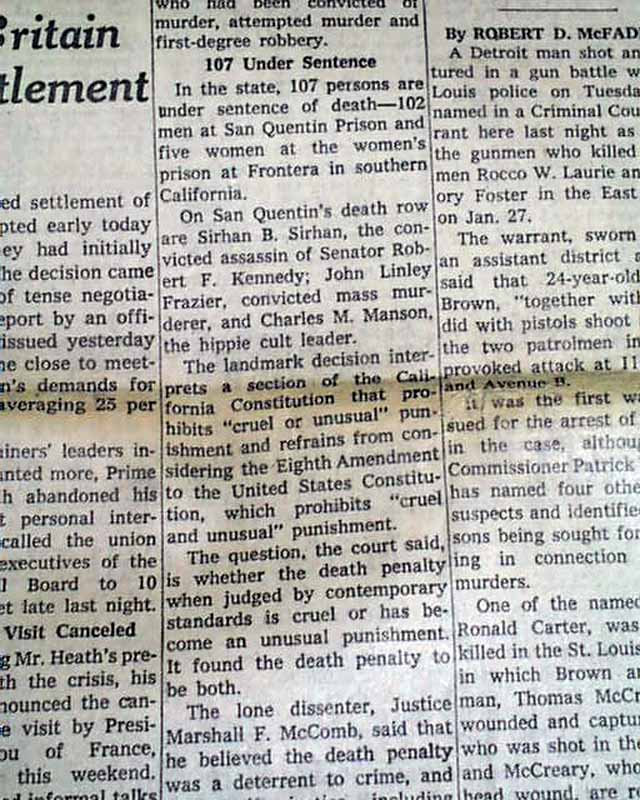 Britain
tlement
ed settlement of
pted early today
ey had initially
he decision came
of tense negotia-
eport by an offi-
issued yesterday
ne close to meet-
n's demands for
averaging 25 per
ainers' leaders in-
anted more, Prime
h abandoned his
t personal inter-
called the union
executives of the
l Board to 10
et late last night.
Visit Canceled
g Mr. Heath's pre-
th the crisis, his
nounced the can-
e visit by Presi-
ou of France,
this weekend.
d informal talks
who had been convicted of
murder, attempted murder and
first-degree robbery.
107 Under Sentence
In the state, 107 persons are
under sentence of death—102
men at San Quentin Prison and
five women at the women's
prison at Frontera in southern
California.
On San Quentin's death row
are Sirhan B. Sirhan, the con-
victed assassin of Senator Rob-
ert F. Kennedy; John Linley
Frazier, convicted mass mur-
derer, and Charles M. Manson,
the hippie cult leader.
The landmark decision inter-
prets a section of the Cali-
fornia Constitution that pro-
hibits "cruel or unusual" pun-
ishment and refrains from con-
sidering the Eighth Amendment
to the United States Constitu-
tion, which prohibits "cruel
and unusual" punishment.
The question, the court said,
is whether the death penalty
when judged by contemporary
standards is cruel or has be-
come an unusual punishment.
It found the death penalty to
be both.
The lone dissenter, Justice
Marshall F. McComb, said that
he believed the death penalty
was a deterrent to crime, and
By ROBERT D. McFAD
A Detroit man shot an
tured in a gun battle w
Louis police on Tuesda
named in a Criminal Cou
rant here last night as
the gunmen who killed
men Rocco W. Laurie an
ory Foster in the East
on Jan. 27.
The warrant, sworn
an assistant district a
said that 24-year-old
Brown, "together with
did with pistols shoot
the two patrolmen in
provoked attack at 11
and Avenue B.
It was the first wa
sued for the arrest of
in the case, althoug
Commissioner Patrick
has named four othe
suspects and identifie
sons being sought for
ing in connection
murders.
One of the named
Ronald Carter, was
killed in the St. Louis
in which Brown an
man, Thomas McCr
wounded and captu
who was shot in the
and McCreary, who
head wound, are re